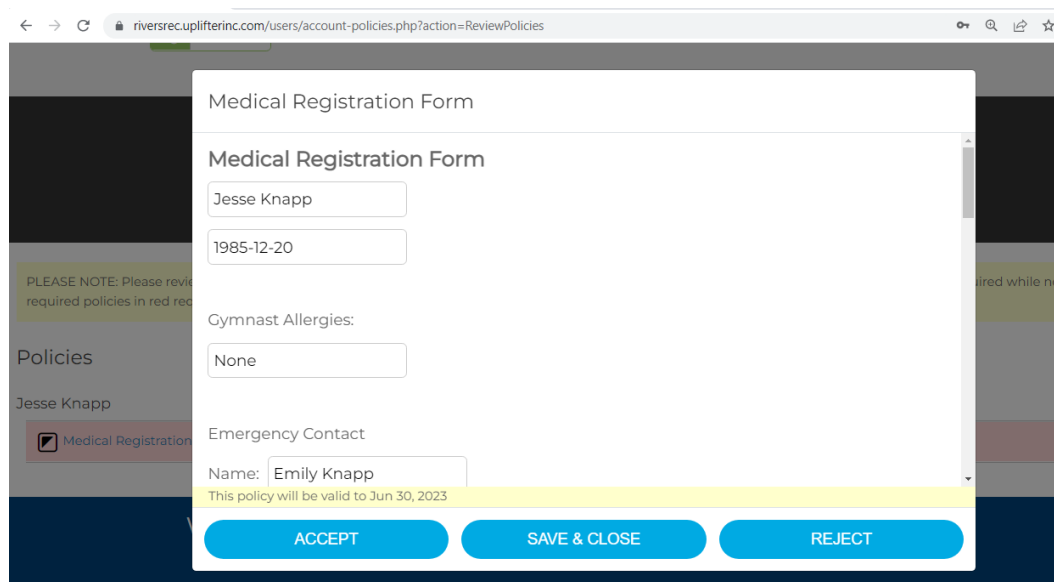 riversrec.uplifterinc.com/users/account-policies.php?action=ReviewPolicies
Medical Registration Form
Medical Registration Form
Jesse Knapp
1985-12-20
PLEASE NOTE: Please
ired while
required policies in red
Gymnast Allergies:
None
Policies
Jesse Knapp
Medical Registration
Emergency Contact
Name: Emily Knapp
This policy will be valid to Jun 30, 2023
ACCEPT
SAVE & CLOSE
REJECT